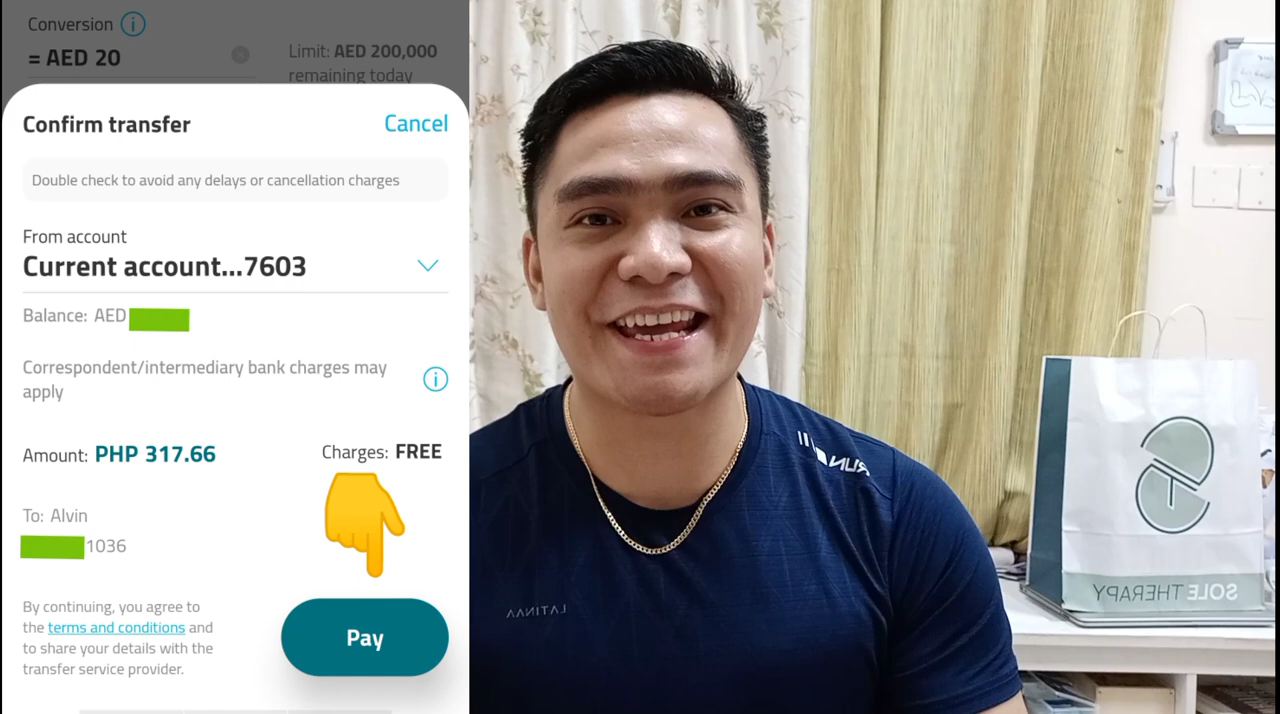 Conversion
= AED 20
Limit: AED 200,000
remaining today
Confirm transfer
Cancel
Double check to avoid any delays or cancellation charges
From account
Current account...7603
Balance: AED
Correspondent/intermediary bank charges may
apply
Amount: PHP 317.66
Charges: FREE
To: Alvin
1036
By continuing, you agree to
the terms and conditions and
to share your details with the
transfer service provider.
Pay
RUN
LATINAA
SOLE THERAPY